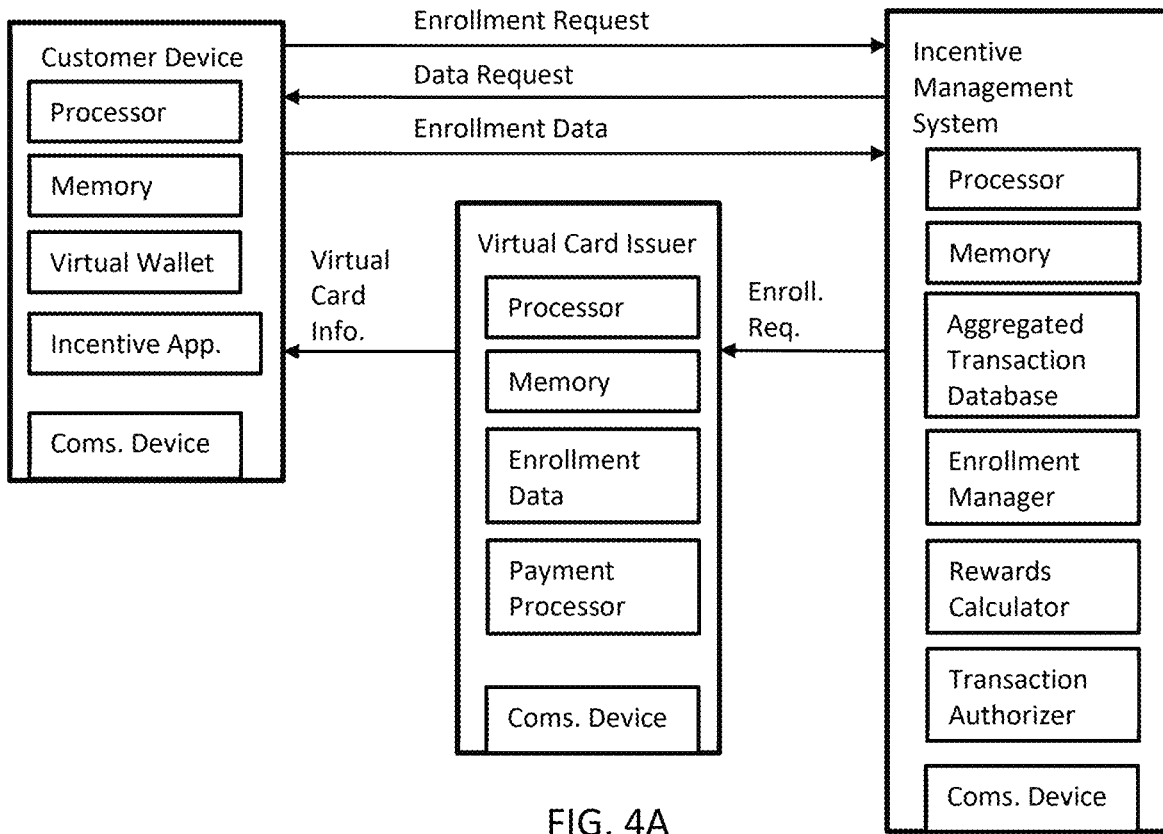 Customer Device
Processor
Memory
Virtual Wallet
Incentive App.
Coms. Device
Enrollment Request
Data Request
Enrollment Data
Virtual
Card
Info.
Virtual Card Issuer
Processor
Memory
Enrollment
Data
Payment
Processor
Coms. Device
Enroll.
Req.
Incentive
Management
System
Processor
Memory
Aggregated
Transaction
Database
Enrollment
Manager
Rewards
Calculator
Transaction
Authorizer
Coms. Device
FIG. 4A